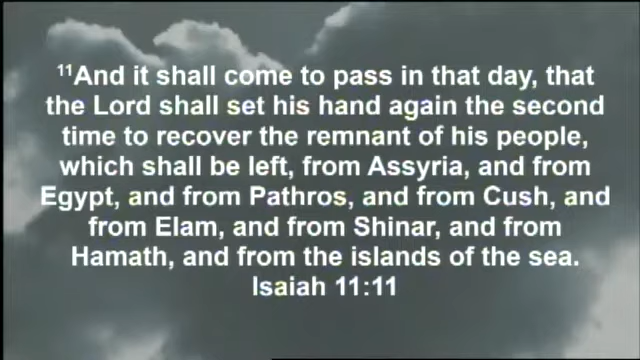 ¹¹And it shall come to pass in that day, that
the Lord shall set his hand again the second
time to recover the remnant of his people,
which shall be left, from Assyria, and from
Egypt, and from Pathros, and from Cush, and
from Elam, and from Shinar, and from
Hamath, and from the islands of the sea.
Isaiah 11:11